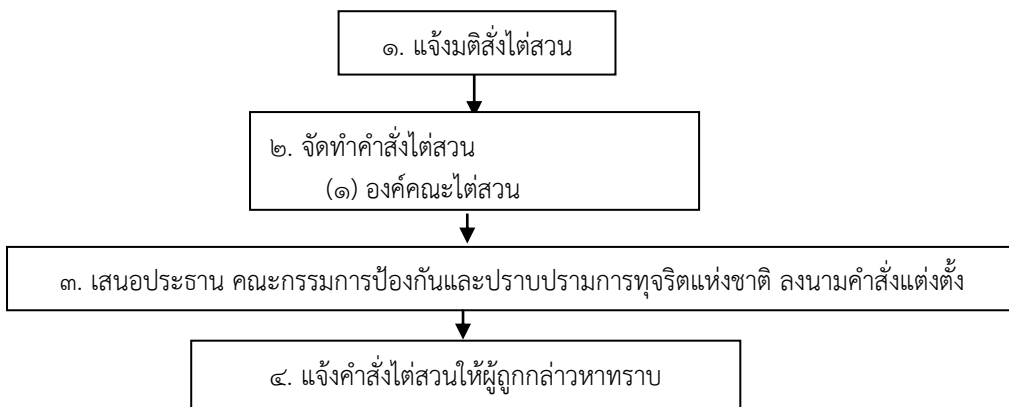 ๑. แจ้งมติสั่งไต่สวน
๒. จัดทำคำสั่งไต่สวน
(๑) องค์คณะไต่สวน
๓. เสนอประธาน คณะกรรมการป้องกันและปราบปรามการทุจริตแห่งชาติ ลงนามคำสั่งแต่งตั้ง
๔. แจ้งคำสั่งไต่สวนให้ผู้ถูกกล่าวหาทราบ